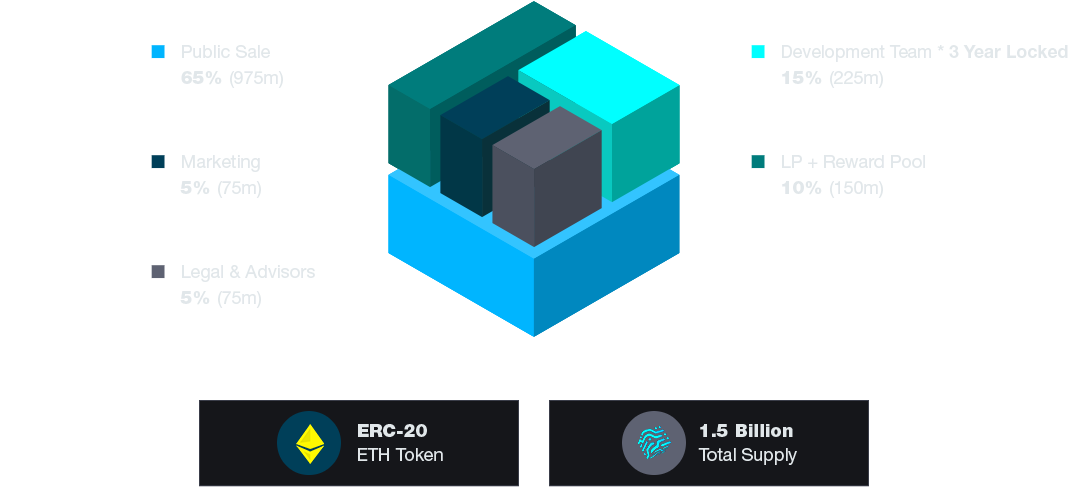 Public Sale
65% (975m)
Marketing
5% (75m)
Legal & Advisors
5% (75m)
Development Team * 3 Year Locked
15% (225m)
LP + Reward Pool
10% (150m)
ERC-20
ETH Token
1.5 Billion
Total Supply